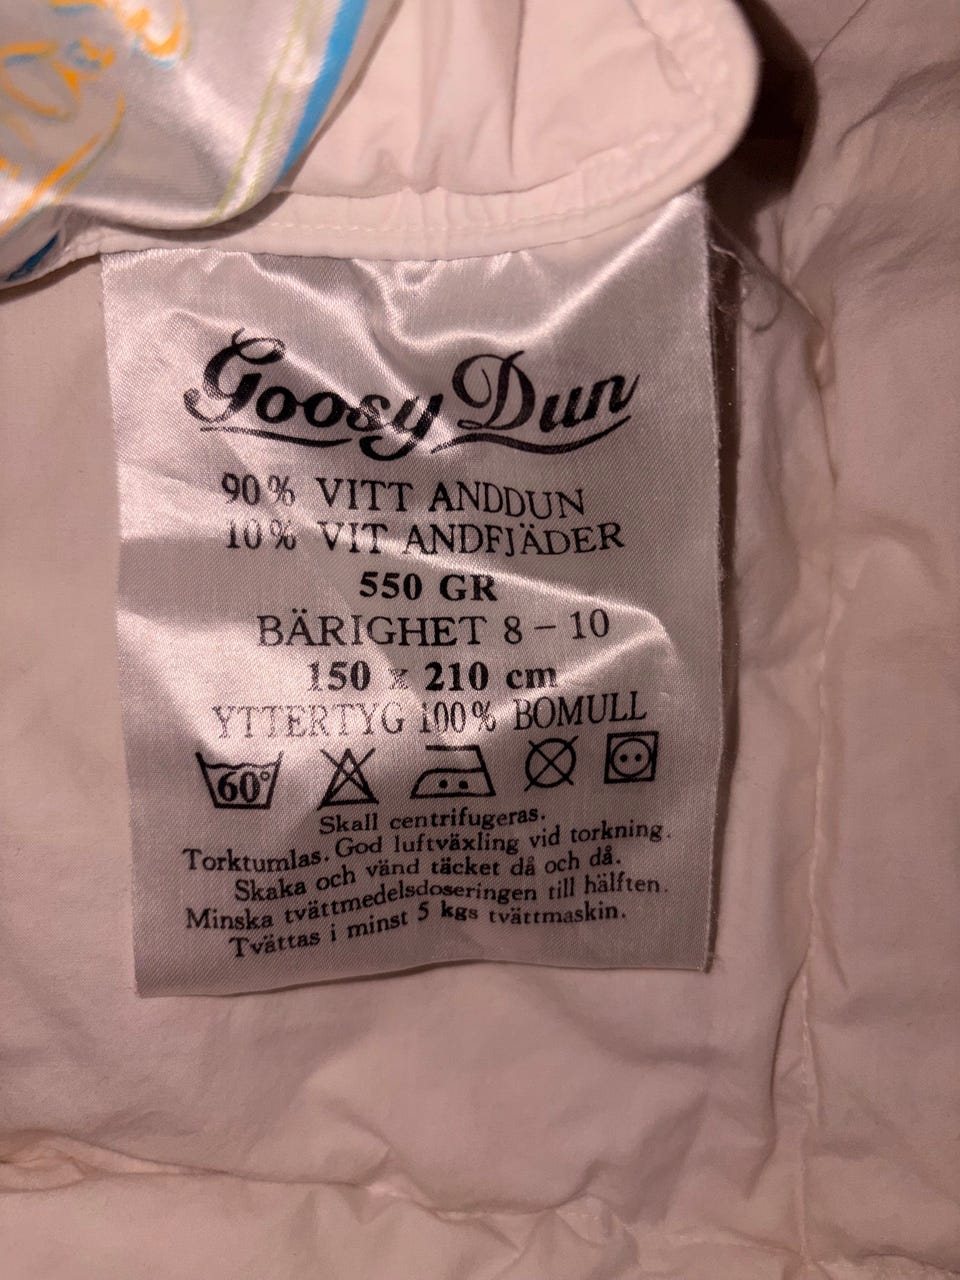 Goosy Dun
90% VITT ANDDUN
10% VIT ANDFJÄDER
550 GR
BÄRIGHET 8 – 10
150 x 210 cm
YTTERTYG 100% BOMULL
60°
Skall centrifugeras.
Torktumlas. God luftväxling vid torkning.
Skaka och vänd täcket då och då.
Minska tvättmedelsdoseringen till hälften.
Tvättas i minst 5 kgs tvättmaskin.